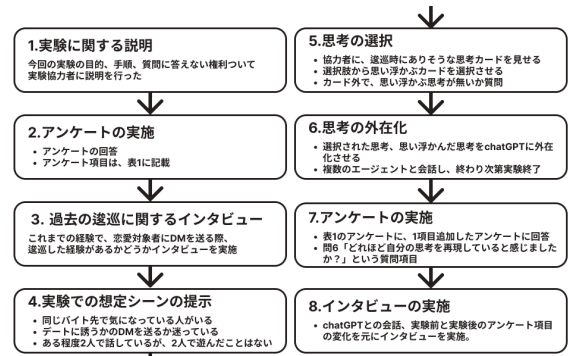 1.実験に関する説明
今回の実験の目的、手順、質問に答えない権利ついて
実験協力者に説明を行った
2.アンケートの実施
• アンケートの回答
• アンケート項目は、表1に記載
3. 過去の逡巡に関するインタビュー
これまでの経験で、恋愛対象者にDMを送る際、
逡巡した経験があるかどうかインタビューを実施
4.実験での想定シーンの提示
• 同じバイト先で気になっている人がいる
• デートに誘うかのDMを送るか迷っている
• ある程度2人で話しているが、2人で遊んだことはない
5.思考の選択
• 協力者に、逡巡時にありそうな思考カードを見せる
• 選択肢から思い浮かぶカードを選択させる
• カード外で、思い浮かぶ思考が無いか質問
6.思考の外在化
• 選択された思考、思い浮かんだ思考をchatGPTに外在
化させる
• 複数のエージェントと会話し、終わり次第実験終了
7.アンケートの実施
• 表1のアンケートに、1項目追加したアンケートに回答
• 問6「どれほど自分の思考を再現していると感じました
か？」という質問項目
8.インタビューの実施
• chatGPTとの会話、実験前と実験後のアンケート項目
の変化を元にインタビューを実施。